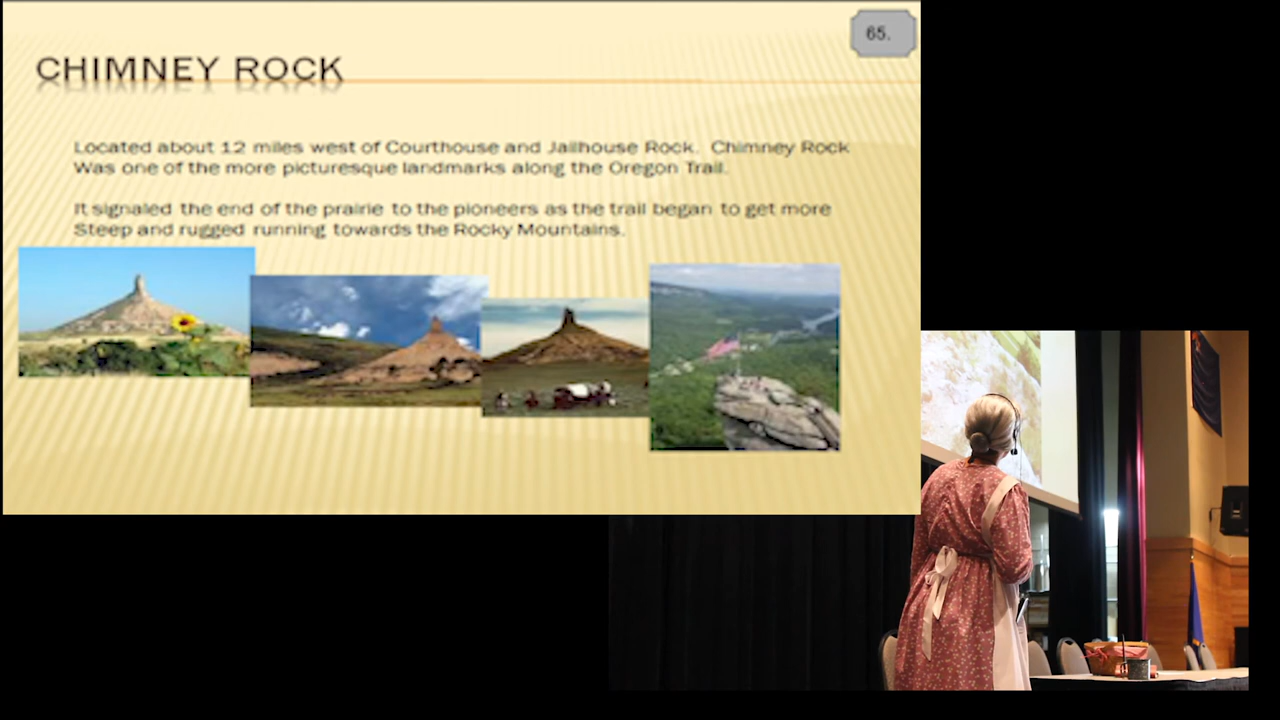 65.
CHIMNEY ROCK
Located about 12 miles west of Courthouse and Jailhouse Rock. Chimney Rock
Was one of the more picturesque landmarks along the Oregon Trail.
It signaled the end of the prairie to the pioneers as the trail began to get more
Steep and rugged running towards the Rocky Mountains.